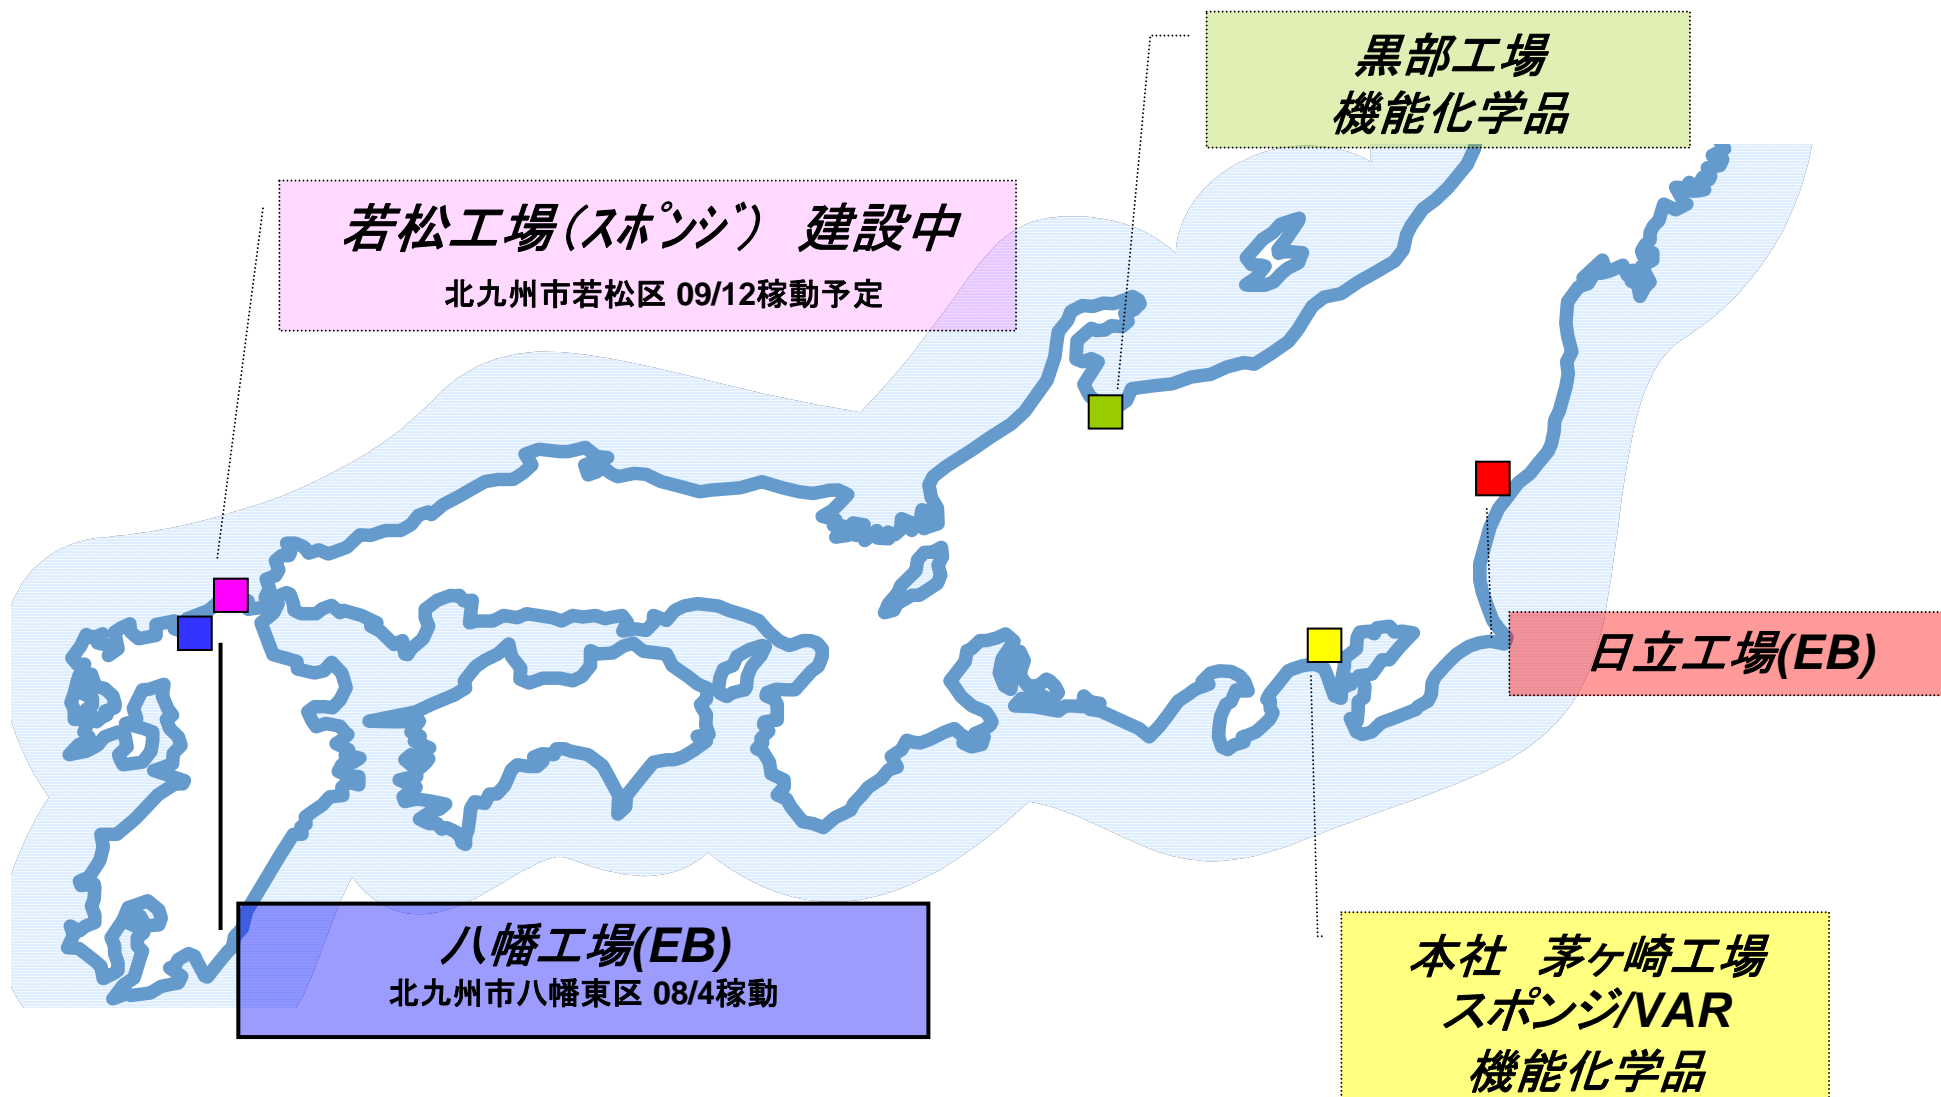 黒部工場
機能化学品
若松工場(ｽﾎﾟﾝｼﾞ) 建設中
北九州市若松区 09/12稼動予定
日立工場(EB)
八幡工場(EB)
北九州市八幡東区 08/4稼動
本社　茅ヶ崎工場
スポンジ/VAR
機能化学品